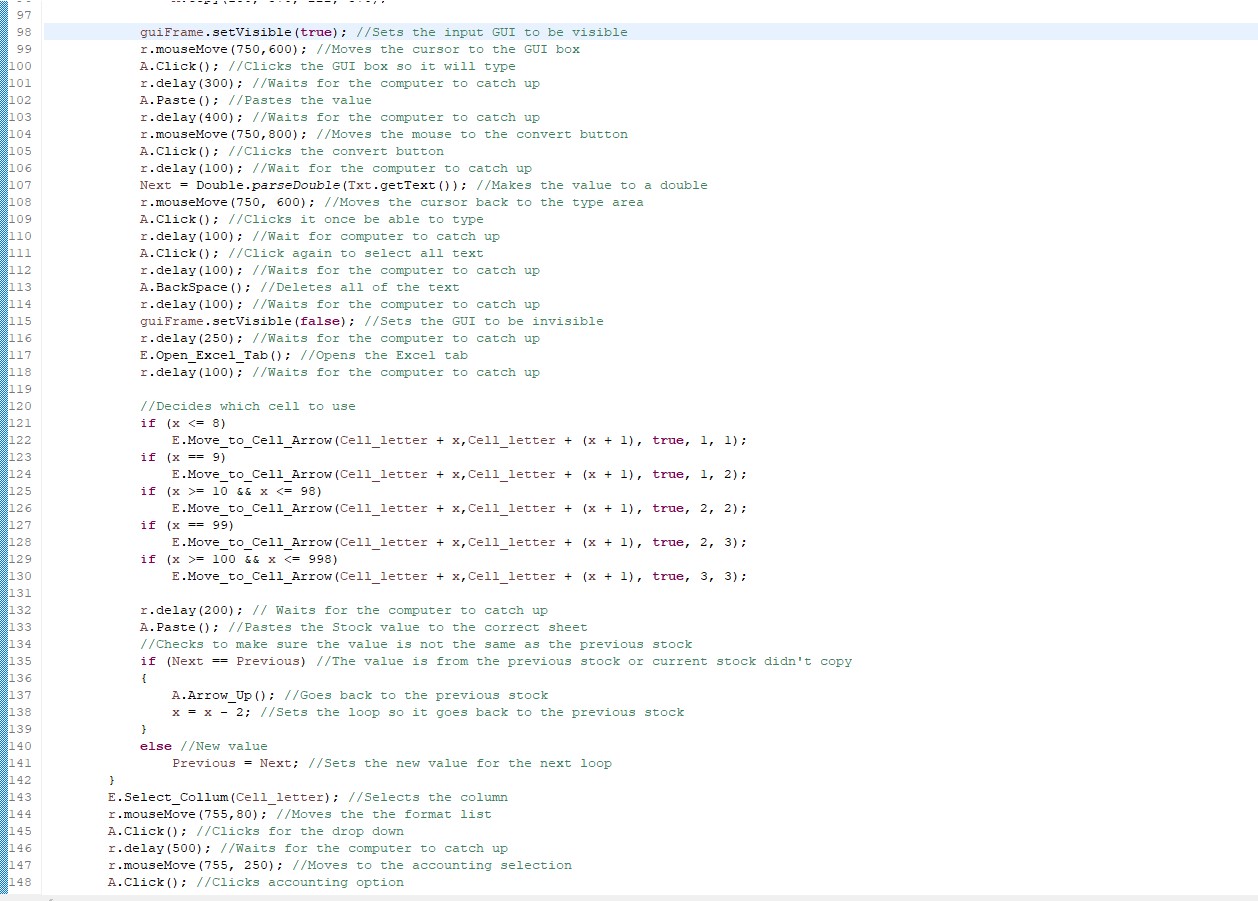 97
98 guiFrame.setVisible(true); //Sets the input GUI to be visible
99 r.mouseMove(750,600); //Moves the cursor to the GUI box
100 A.Click(); //Clicks the GUI box so it will type
101 r.delay(300); //Waits for the computer to catch up
102 A.Paste(); //Pastes the value
103 r.delay(400); //Waits for the computer to catch up
104 r.mouseMove(750,800); //Moves the mouse to the convert button
105 A.Click(); //Clicks the convert button
106 r.delay(100); //Wait for the computer to catch up
107 Next = Double.parseDouble(Txt.getText()); //Makes the value to a double
108 r.mouseMove(750, 600); //Moves the cursor back to the type area
109 A.Click(); //Clicks it once be able to type
110 r.delay(100); //Wait for computer to catch up
111 A.Click(); //Click again to select all text
112 r.delay(100); //Waits for the computer to catch up
113 A.BackSpace(); //Deletes all of the text
114 r.delay(100); //Waits for the computer to catch up
115 guiFrame.setVisible(false); //Sets the GUI to be invisible
116 r.delay(250); //Waits for the computer to catch up
117 E.Open_Excel_Tab(); //Opens the Excel tab
118 r.delay(100); //Waits for the computer to catch up
119
120 //Decides which cell to use
121 if (x <= 8)
122 E.Move_to_Cell_Arrow(Cell_letter + x,Cell_letter + (x + 1), true, 1, 1);
123 if (x == 9)
124 E.Move_to_Cell_Arrow(Cell_letter + x,Cell_letter + (x + 1), true, 1, 2);
125 if (x >= 10 && x <= 98)
126 E.Move_to_Cell_Arrow(Cell_letter + x,Cell_letter + (x + 1), true, 2, 2);
127 if (x == 99)
128 E.Move_to_Cell_Arrow(Cell_letter + x,Cell_letter + (x + 1), true, 2, 3);
129 if (x >= 100 && x <= 998)
130 E.Move_to_Cell_Arrow(Cell_letter + x,Cell_letter + (x + 1), true, 3, 3);
131
132 r.delay(200); // Waits for the computer to catch up
133 A.Paste(); //Pastes the Stock value to the correct sheet
134 //Checks to make sure the value is not the same as the previous stock
135 if (Next == Previous) //The value is from the previous stock or current stock didn't copy
136 {
137 A.Arrow_Up(); //Goes back to the previous stock
138 x = x - 2; //Sets the loop so it goes back to the previous stock
139 }
140 else //New value
141 Previous = Next; //Sets the new value for the next loop
142 }
143 E.Select_Collum(Cell_letter); //Selects the column
144 r.mouseMove(755,80); //Moves the the format list
145 A.Click(); //Clicks for the drop down
146 r.delay(500); //Waits for the computer to catch up
147 r.mouseMove(755, 250); //Moves to the accounting selection
148 A.Click(); //Clicks accounting option